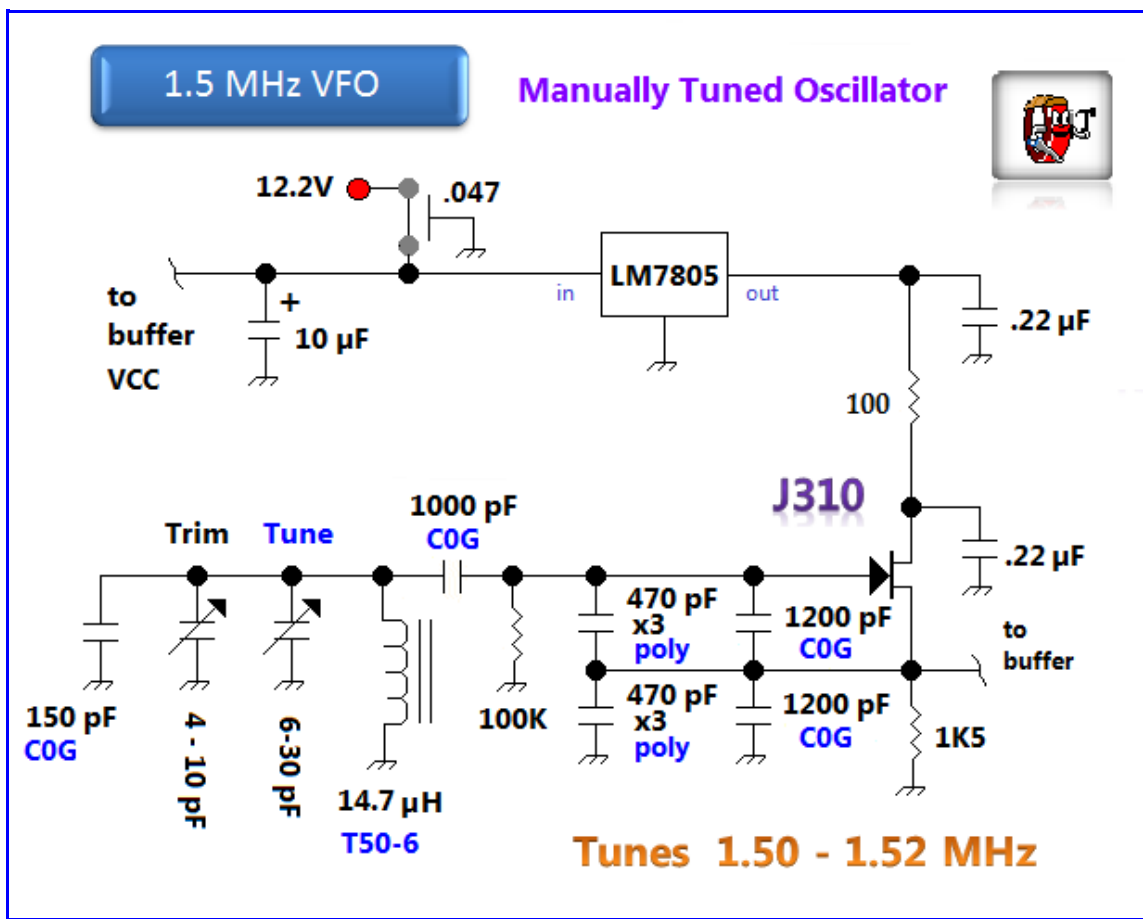 1.5 MHz VFO
Manually Tuned Oscillator
12.2V
.047
LM7805
in
out
to
buffer
VCC
+
10 µF
.22 µF
100
J310
1000 pF
C0G
Trim
Tune
.22 µF
470 pF
x3
poly
1200 pF
C0G
to
buffer
150 pF
C0G
4 - 10 pF
6-30 pF
100K
470 pF
x3
poly
1200 pF
C0G
1K5
14.7 µH
T50-6
Tunes 1.50 - 1.52 MHz